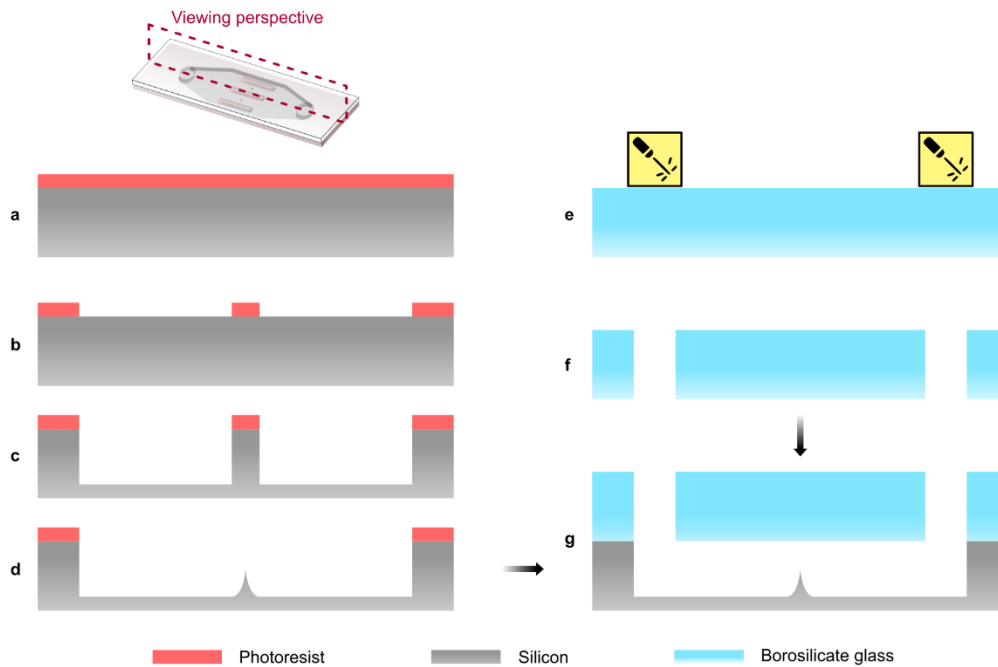 Viewing perspective
a
b
c
d
e
f
g
Photoresist
Silicon
Borosilicate glass